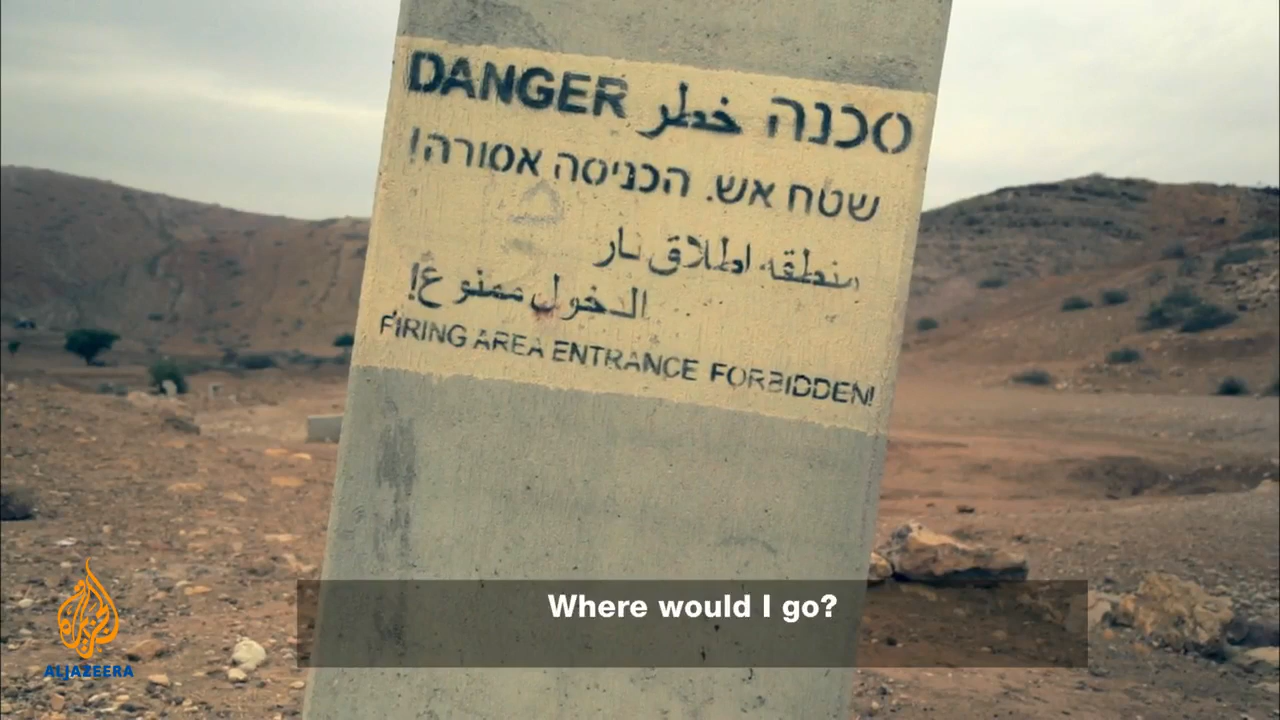 DANGER خطر סכנה
שטח אש. הכניסה אסורה!
منطقه اطلاق نار
الدخول ممنوع!
FIRING AREA ENTRANCE FORBIDDEN!
Where would I go?
الجزيرة
ALJAZEERA